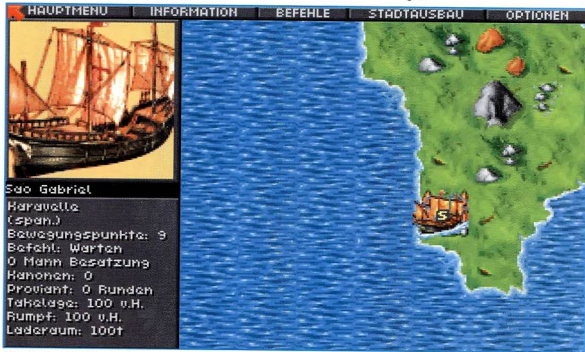 HAUPTMENU INFORMATION BEFEHLE STADTAUSBAU OPTIONEN
Sao Gabriel
Karavelle
(span.)
Bewegungspunkte: 9
Befehl: Warten
0 Mann Besatzung
Kanonen: 0
Proviant: 0 Runden
Takelage: 100 v.H.
Rumpf: 100 v.H.
Laderaum: 100t
S